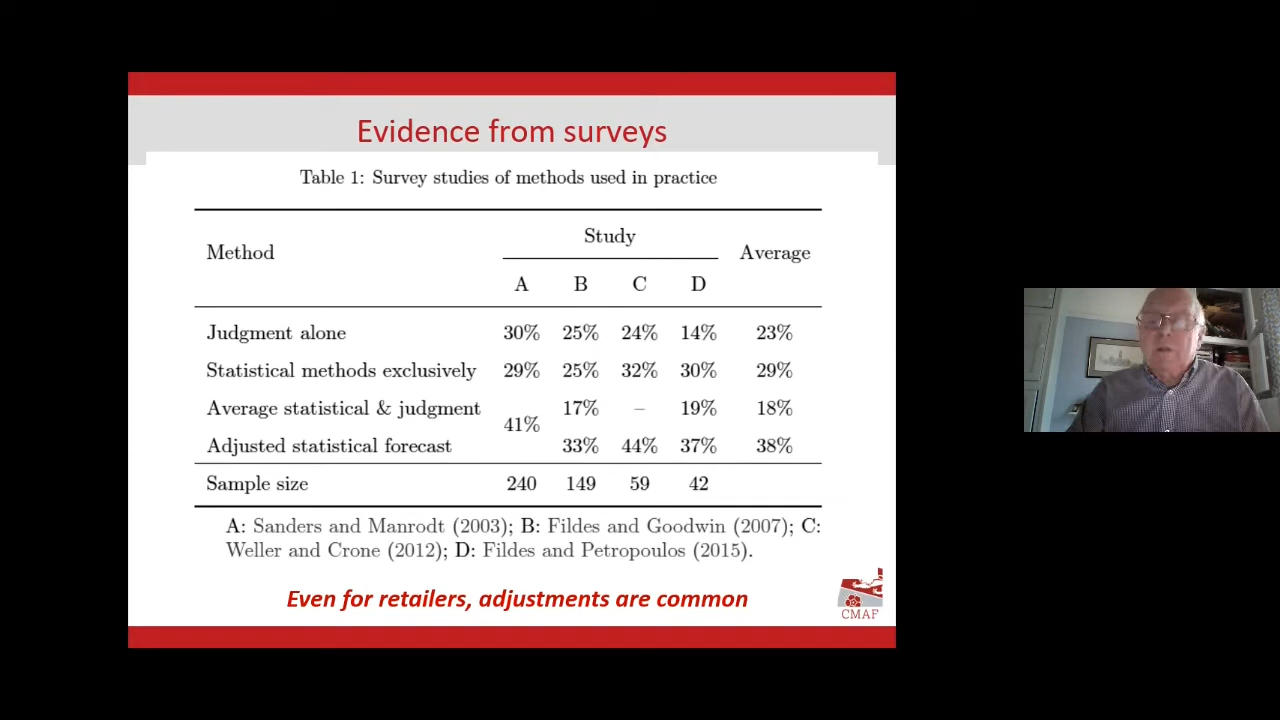 Evidence from surveys
Table 1: Survey studies of methods used in practice
Method Study Average
A B C D
Judgment alone 30% 25% 24% 14% 23%
Statistical methods exclusively 29% 25% 32% 30% 29%
Average statistical & judgment 41% 17% – 19% 18%
Adjusted statistical forecast 33% 44% 37% 38%
Sample size 240 149 59 42
A: Sanders and Manrodt (2003); B: Fildes and Goodwin (2007); C:
Weller and Crone (2012); D: Fildes and Petropoulos (2015).
Even for retailers, adjustments are common
CMAF